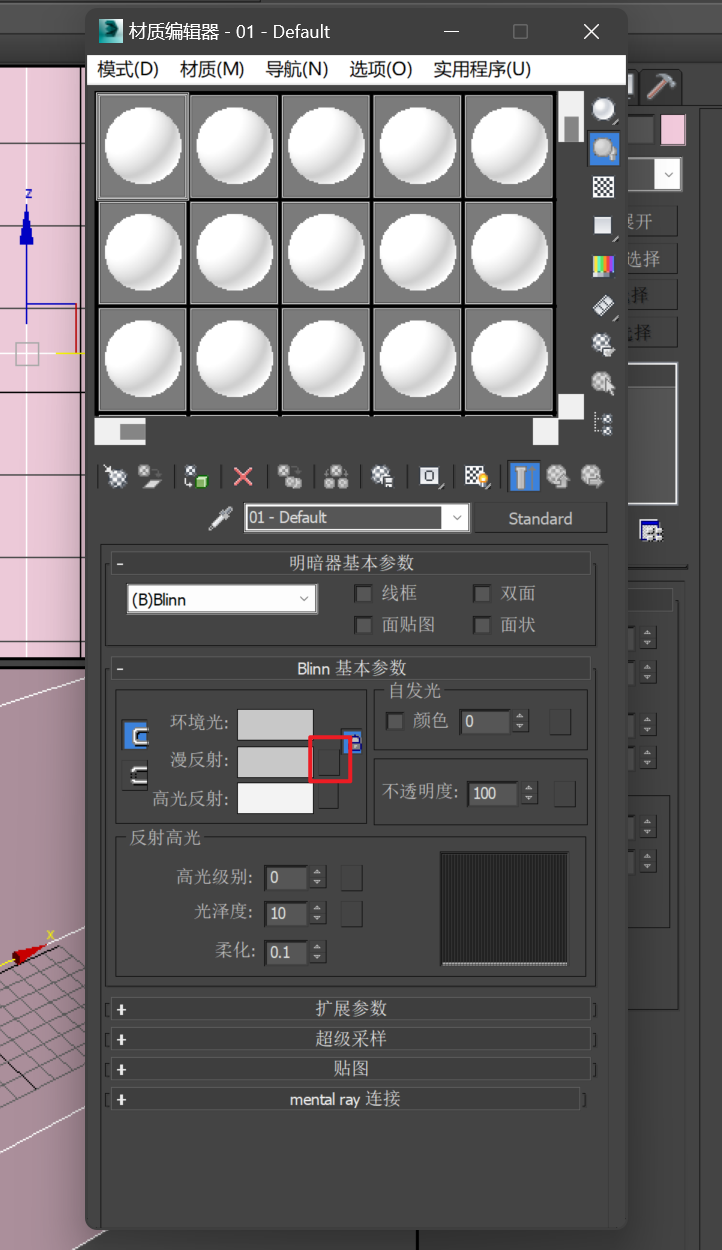 材质编辑器 - 01 - Default
模式(D) 材质(M) 导航(N) 选项(O) 实用程序(U)
z
展开
选择
择
选择
01 - Default
Standard
- 明暗器基本参数
(B)Blinn
线框
双面
面贴图
面状
- Blinn 基本参数
环境光:
漫反射:
高光反射:
自发光
颜色 0
不透明度: 100
反射高光
高光级别: 0
光泽度: 10
柔化: 0.1
x
+ 扩展参数
+ 超级采样
+ 贴图
+ mental ray 连接